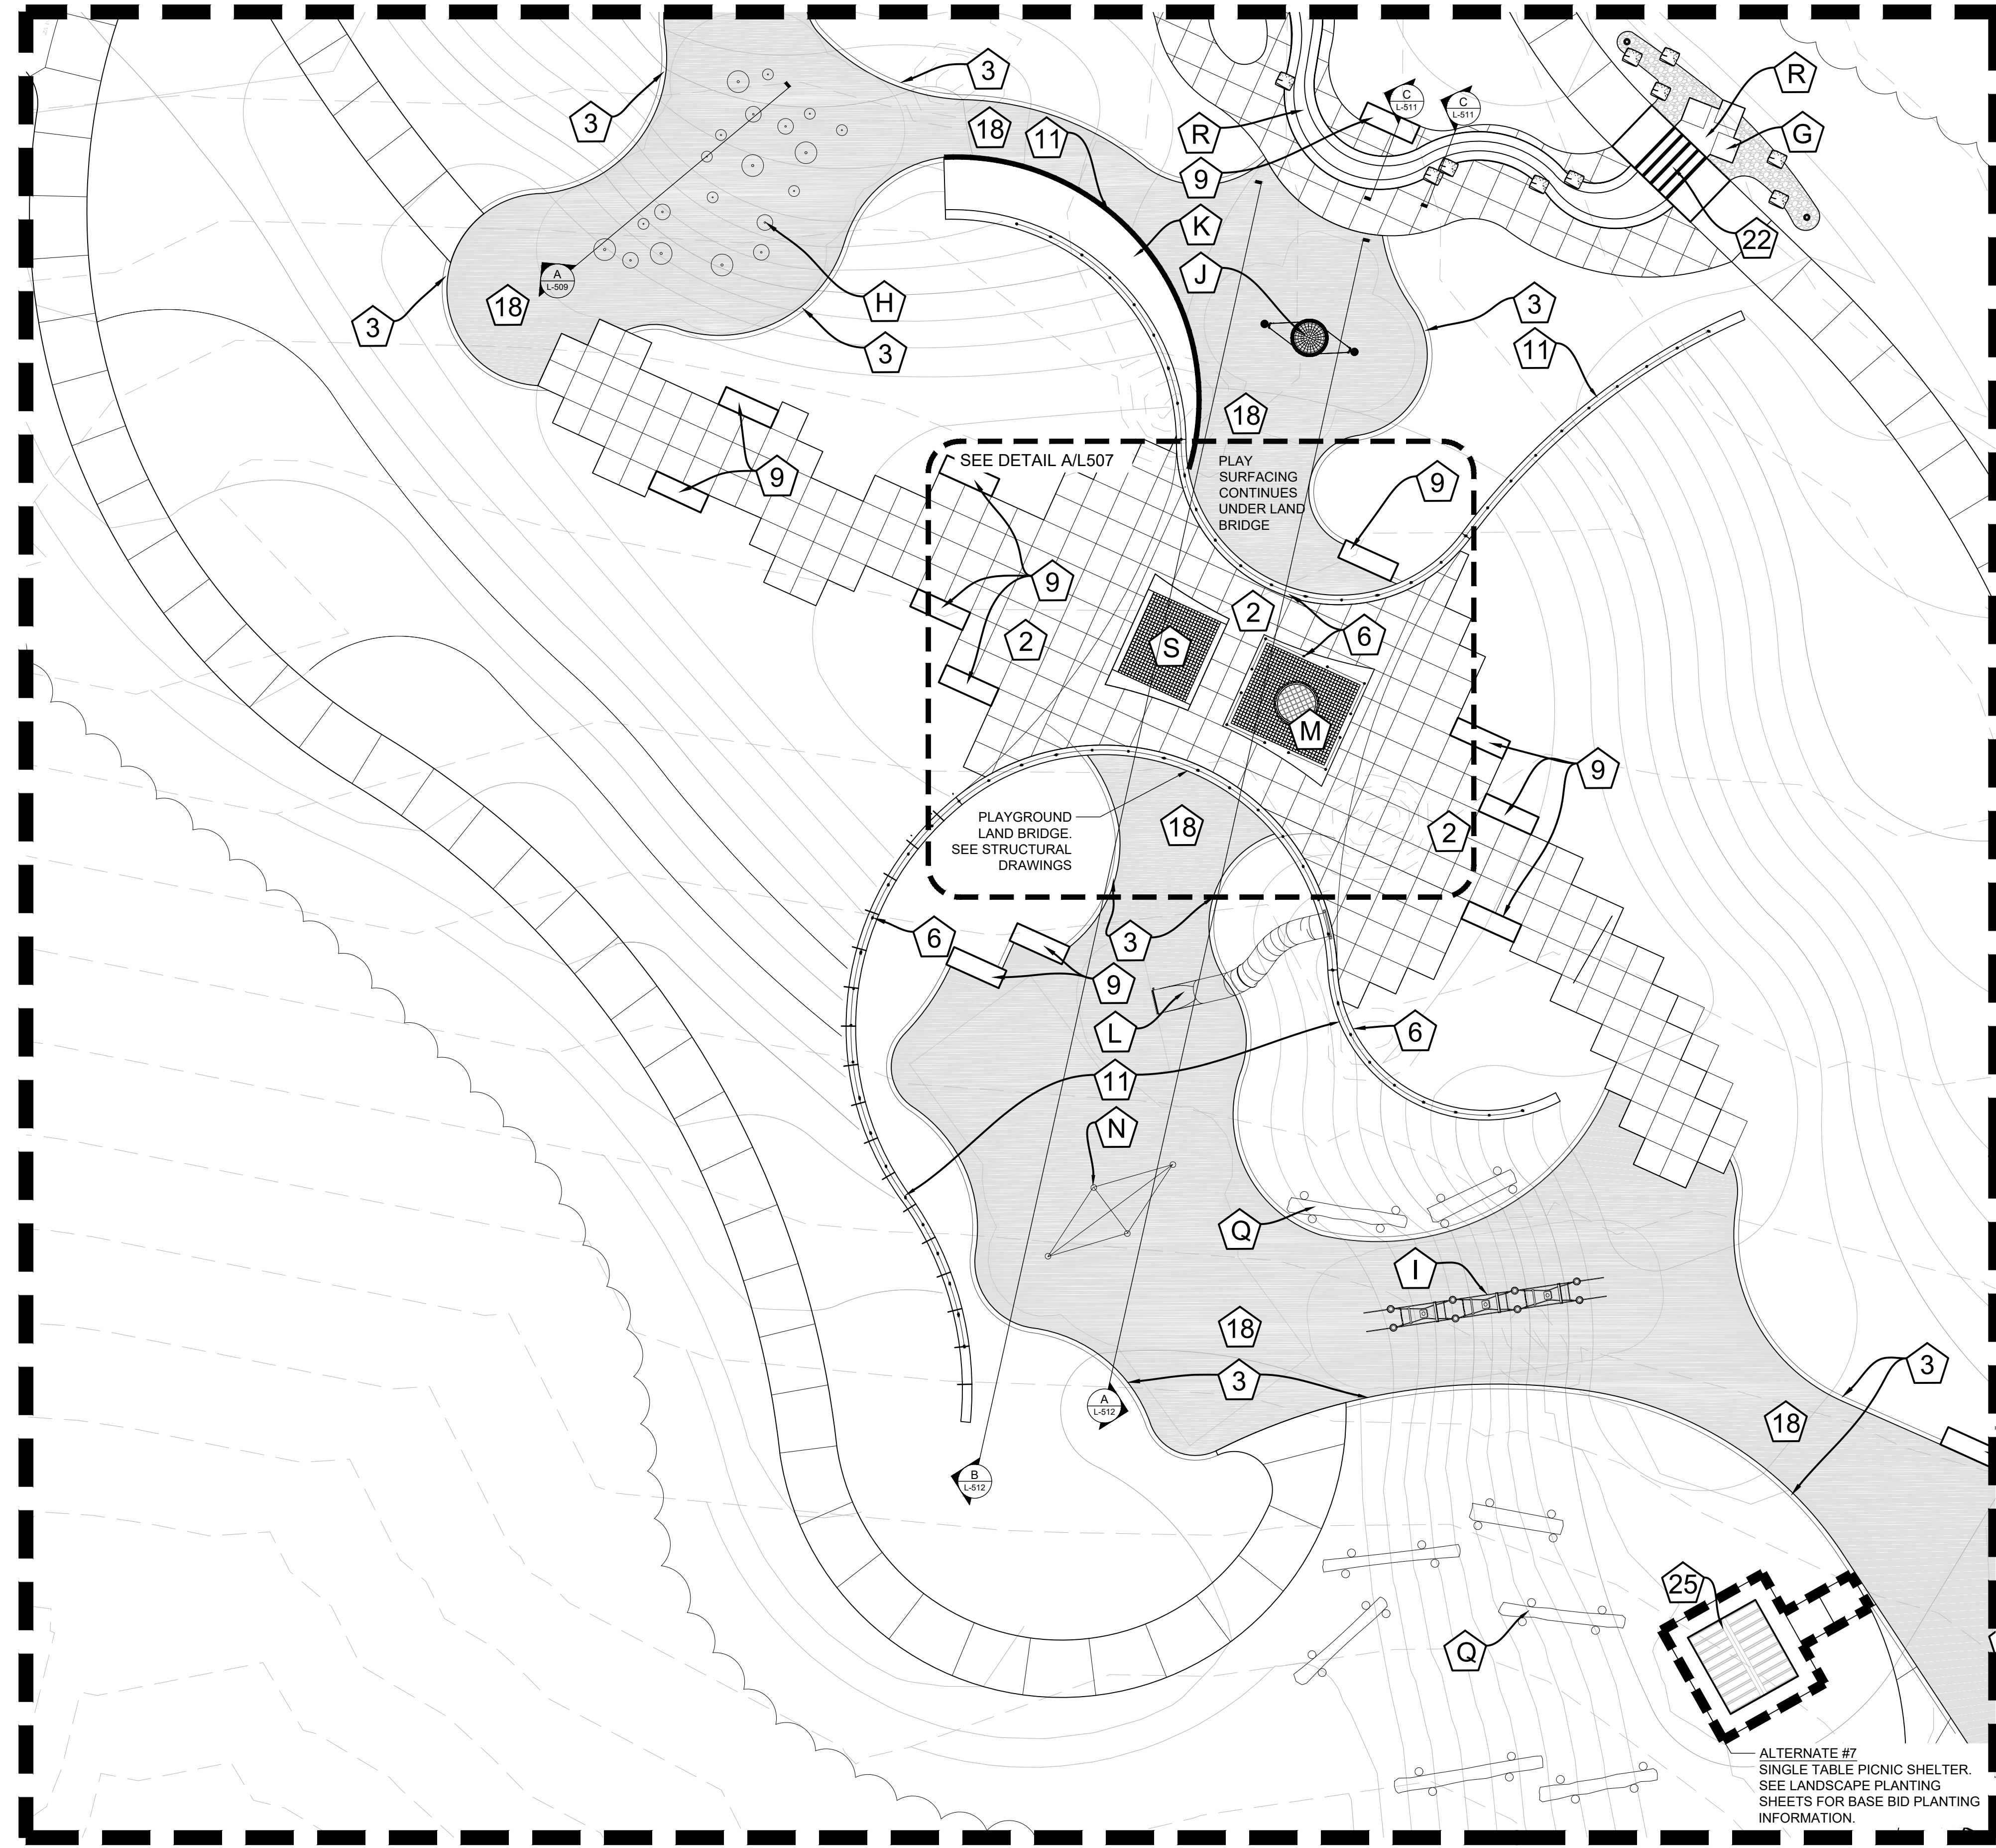 3
R
3
C
L-511
C
L-511
18
11
R
G
9
K
22
J
A
L-509
18
3
H
3
3
11
18
SEE DETAIL A/L507
PLAY
SURFACING
CONTINUES
UNDER LAND
BRIDGE
9
9
9
2
2
6
S
M
9
PLAYGROUND
LAND BRIDGE.
SEE STRUCTURAL
DRAWINGS
18
2
6
3
9
L
6
11
N
Q
I
18
3
3
A
L-512
18
B
L-512
25
Q
ALTERNATE #7
SINGLE TABLE PICNIC SHELTER.
SEE LANDSCAPE PLANTING
SHEETS FOR BASE BID PLANTING
INFORMATION.